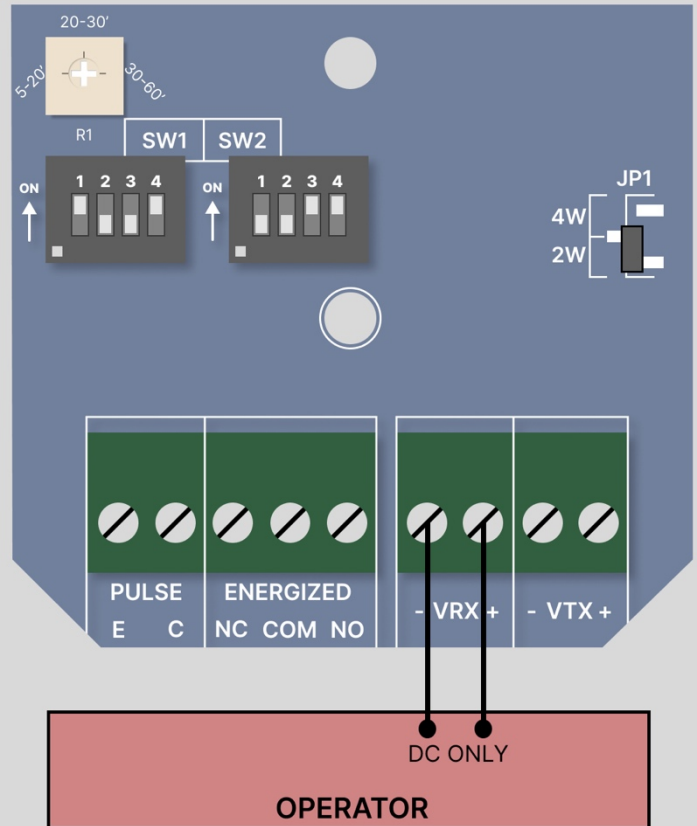 20-30’
5-20’
30-60’
R1
SW1 SW2
ON
1 2 3 4
ON
1 2 3 4
JP1
4W
2W
PULSE
E C
ENERGIZED
NC COM NO
- VRX +
- VTX +
DC ONLY
OPERATOR